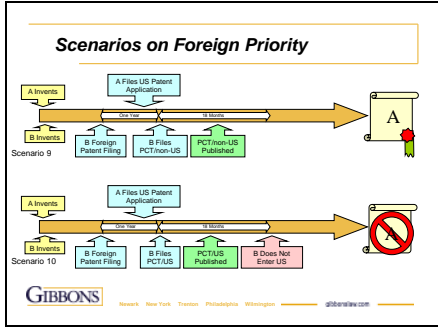 Scenarios on Foreign Priority
A Files US Patent
Application
A Invents
One Year
18 Months
A
B Invents
B Foreign
Patent Filing
B Files
PCT/non-US
PCT/non-US
Published
Scenario 9
A Files US Patent
Application
A Invents
One Year
18 Months
A
B Invents
B Foreign
Patent Filing
B Files
PCT/US
PCT/US
Published
B Does Not
Enter US
Scenario 10
GIBBONS
Newark New York Trenton Philadelphia Wilmington
gibbonslaw.com